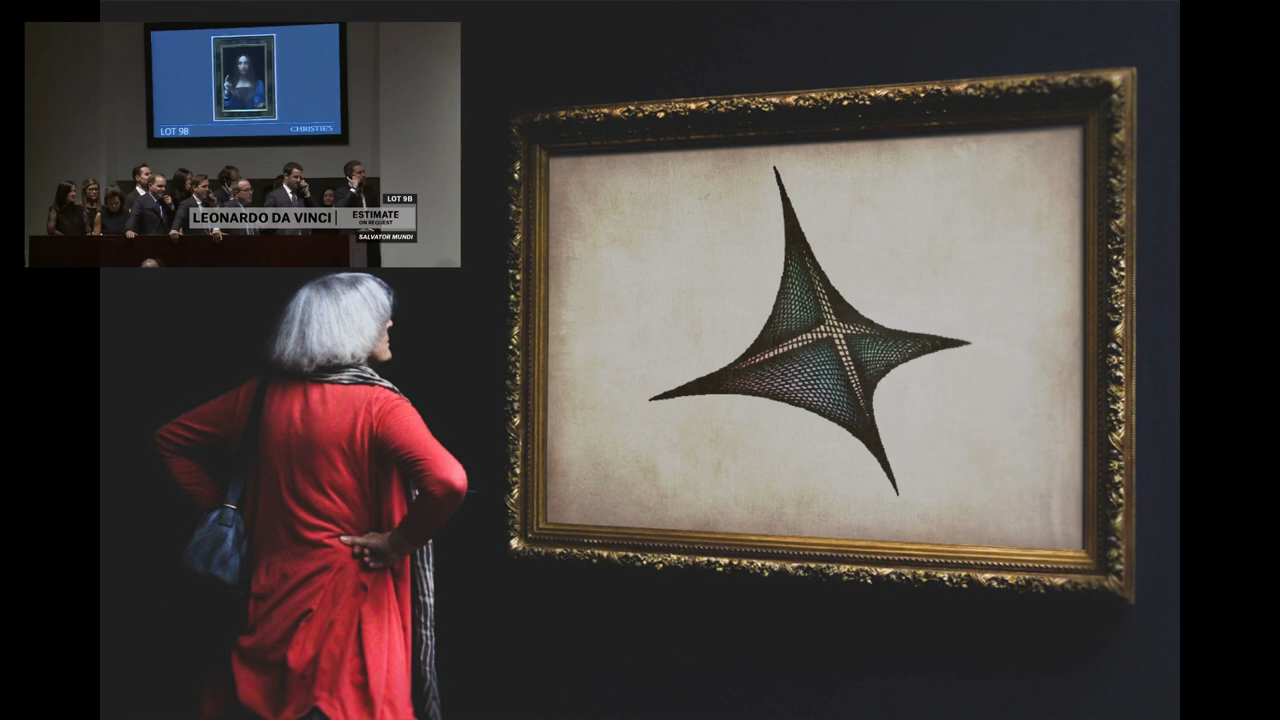 LOT 9B
CHRISTIE'S
LOT 9B
LEONARDO DA VINCI
ESTIMATE
ON REQUEST
SALVATOR MUNDI